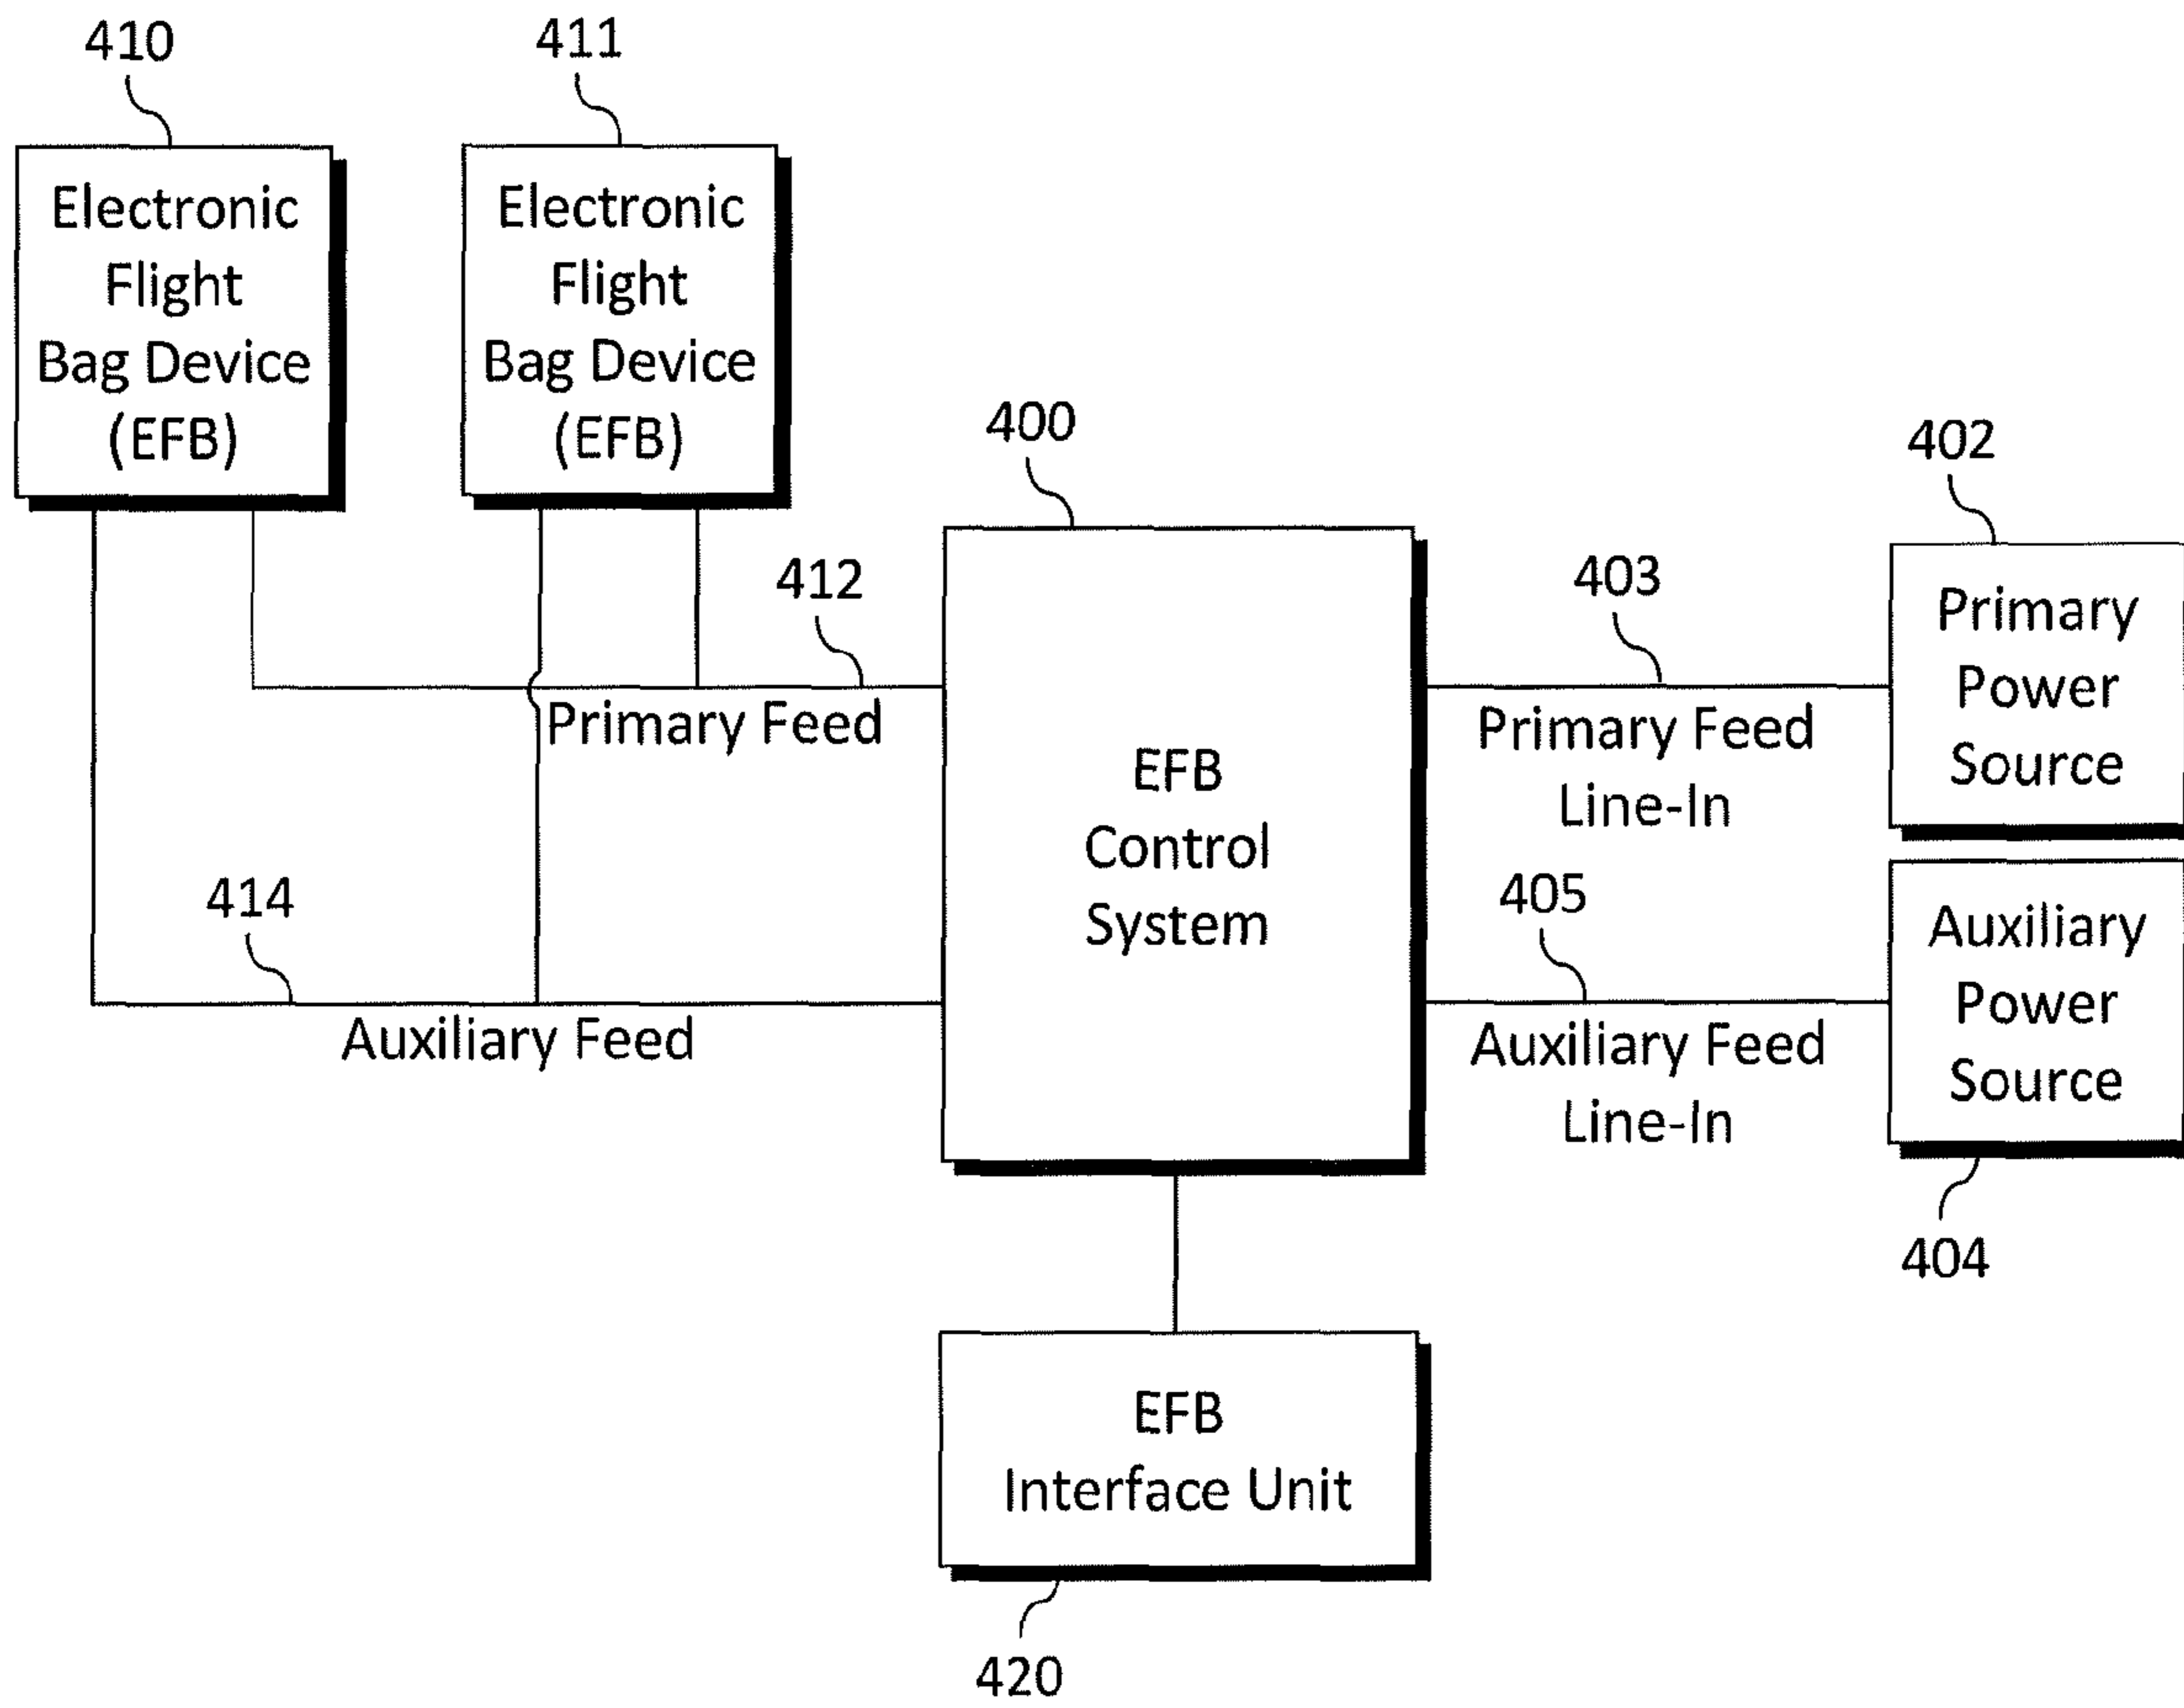 410
411
Electronic
Flight
Bag Device
(EFB)
Electronic
Flight
Bag Device
(EFB)
400
402
412
403
Primary
Power
Source
Primary Feed
Primary Feed
Line-In
EFB
Control
System
414
405
Auxiliary
Power
Source
Auxiliary Feed
Auxiliary Feed
Line-In
404
EFB
Interface Unit
420